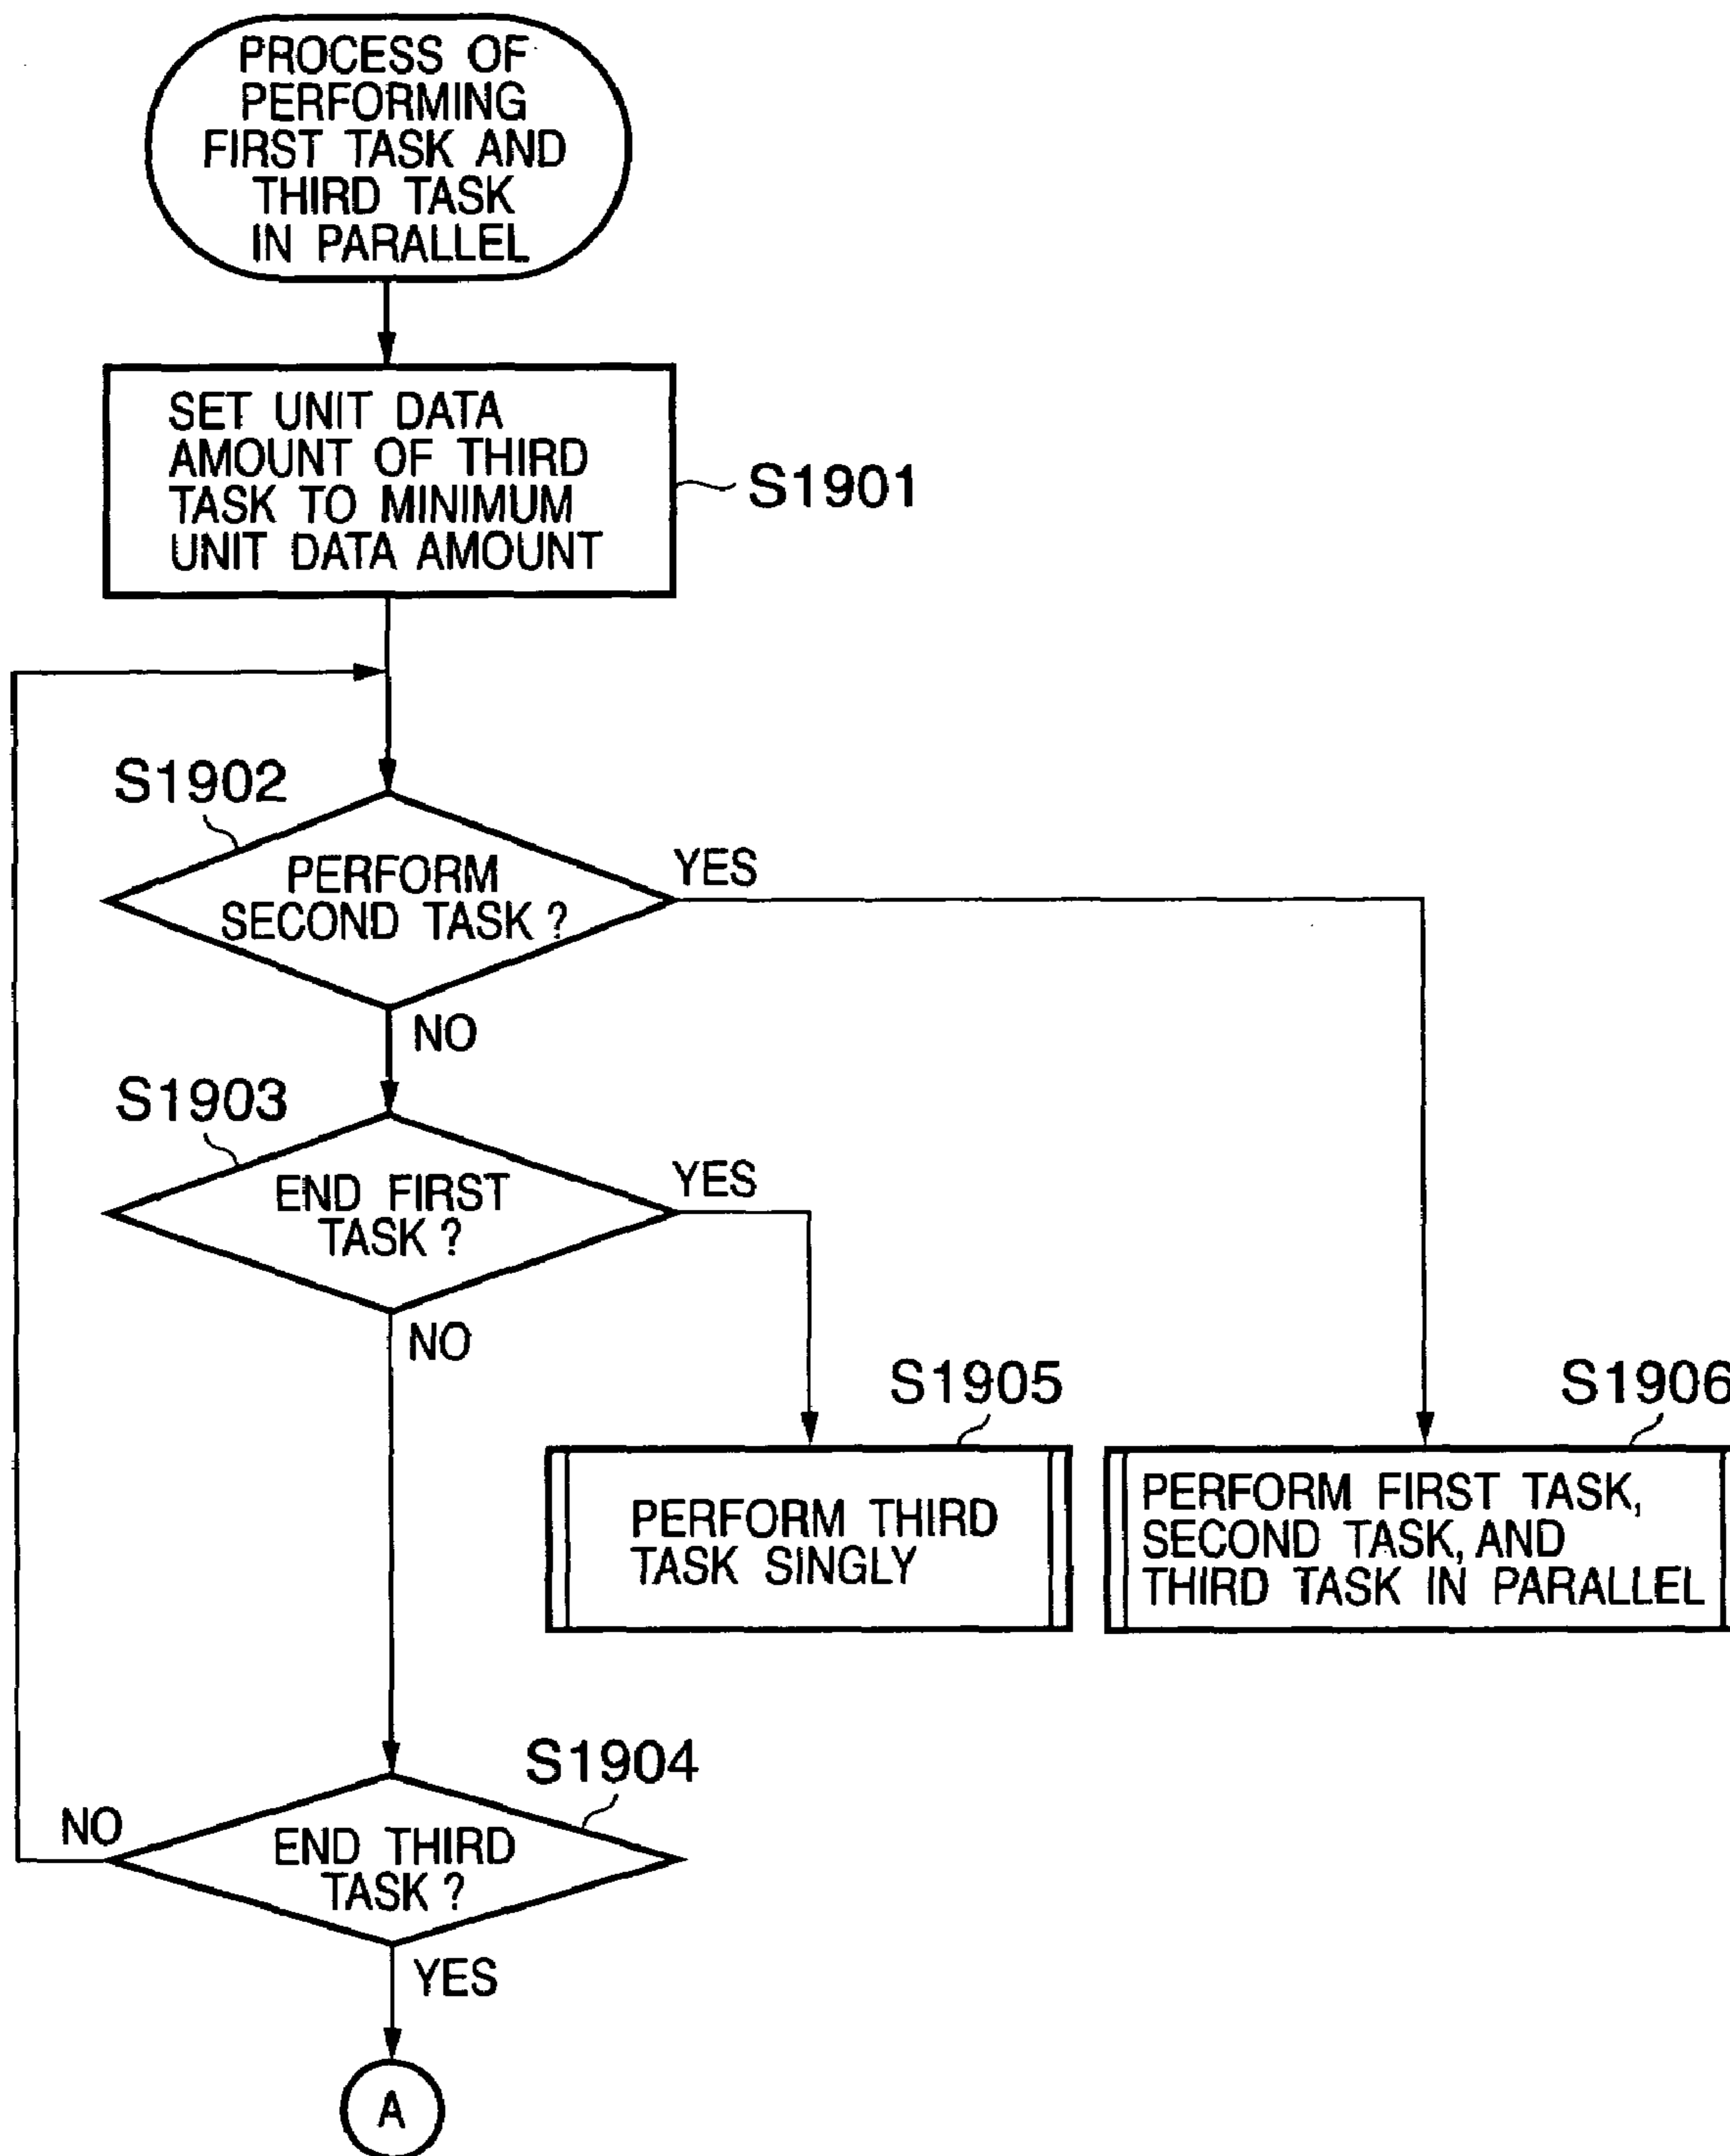 PROCESS OF
PERFORMING
FIRST TASK AND
THIRD TASK
IN PARALLEL
SET UNIT DATA
AMOUNT OF THIRD
TASK TO MINIMUM
UNIT DATA AMOUNT
S1901
S1902
PERFORM
SECOND TASK ?
YES
NO
S1903
END FIRST
TASK ?
YES
NO
S1905
PERFORM THIRD
TASK SINGLY
S1906
PERFORM FIRST TASK,
SECOND TASK, AND
THIRD TASK IN PARALLEL
S1904
END THIRD
TASK ?
NO
YES
A